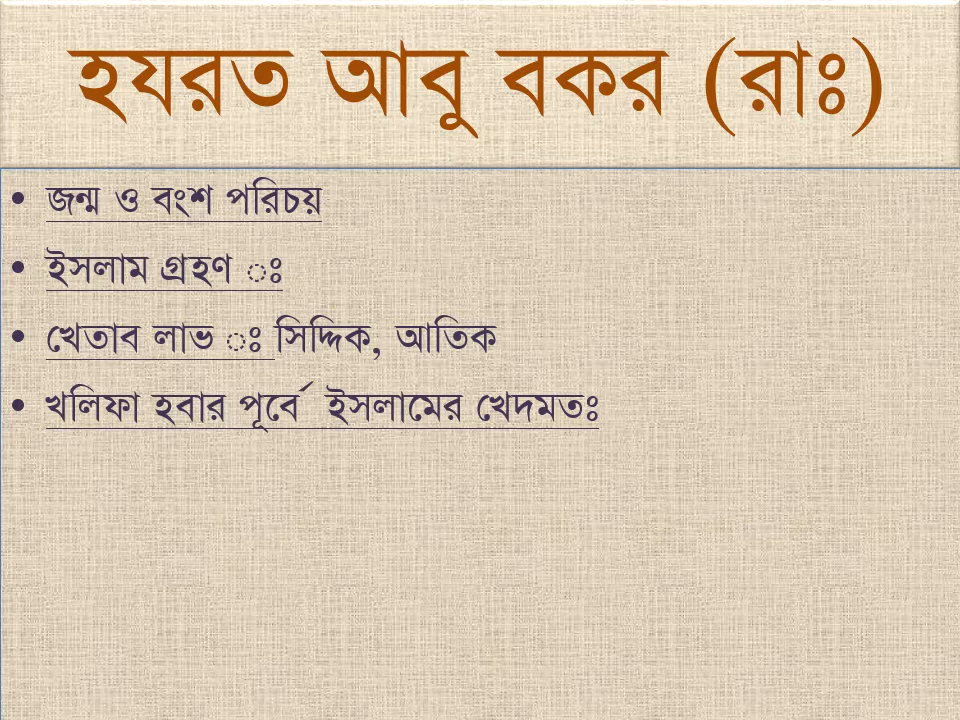 হযরত আবু বকর (রাঃ)
• জন্ম ও বংশ পরিচয়
• ইসলাম গ্রহণ ঃ
• খেতাব লাভ ঃ সিদ্দিক, আতিক
• খলিফা হবার পূর্বে ইসলামের খেদমতঃ